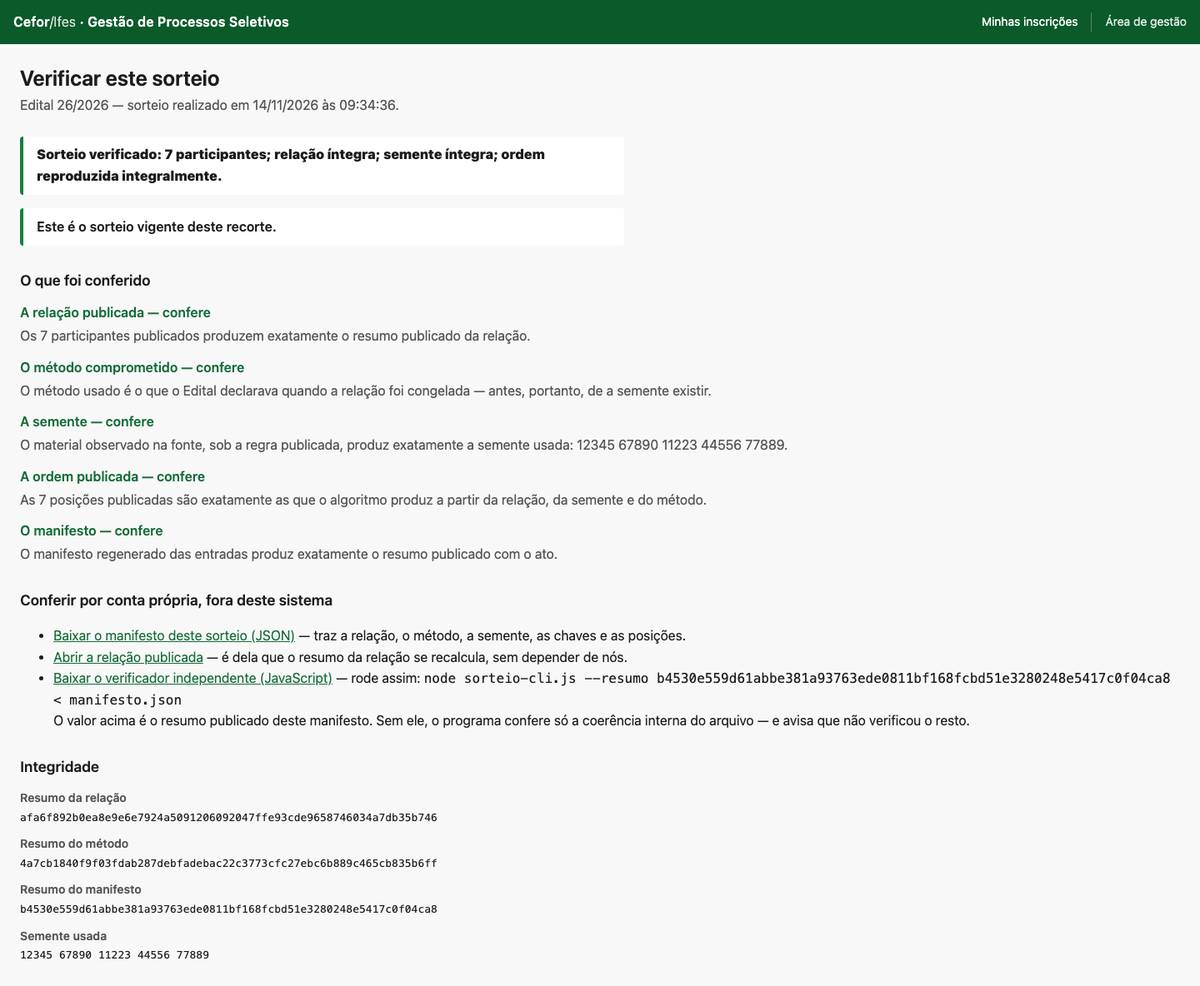 Cefor/Ifes · Gestão de Processos Seletivos
Minhas inscrições
Área de gestão
Verificar este sorteio
Edital 26/2026 — sorteio realizado em 14/11/2026 às 09:34:36.
Sorteio verificado: 7 participantes; relação íntegra; semente íntegra; ordem
reproduzida integralmente.
Este é o sorteio vigente deste recorte.
O que foi conferido
A relação publicada — confere
Os 7 participantes publicados produzem exatamente o resumo publicado da relação.
O método comprometido — confere
O método usado é o que o Edital declarava quando a relação foi congelada — antes, portanto, de a semente existir.
A semente — confere
O material observado na fonte, sob a regra publicada, produz exatamente a semente usada: 12345 67890 11223 44556 77889.
A ordem publicada — confere
As 7 posições publicadas são exatamente as que o algoritmo produz a partir da relação, da semente e do método.
O manifesto — confere
O manifesto regenerado das entradas produz exatamente o resumo publicado com o ato.
Conferir por conta própria, fora deste sistema
• Baixar o manifesto deste sorteio (JSON) — traz a relação, o método, a semente, as chaves e as posições.
• Abrir a relação publicada — é dela que o resumo da relação se recalcula, sem depender de nós.
• Baixar o verificador independente (JavaScript) — rode assim: node sorteio-cli.js --resumo b4530e559d61abbe381a93763ede0811bf168fcbd51e3280248e5417c0f04ca8
< manifesto.json
O valor acima é o resumo publicado deste manifesto. Sem ele, o programa confere só a coerência interna do arquivo — e avisa que não verificou o resto.
Integridade
Resumo da relação
afa6f892b0ea8e9e6e7924a5091206092047ffe93cde9658746034a7db35b746
Resumo do método
4a7cb1840f9f03fdab287debfadebac22c3773cfc27ebc6b889c465cb835b6ff
Resumo do manifesto
b4530e559d61abbe381a93763ede0811bf168fcbd51e3280248e5417c0f04ca8
Semente usada
12345 67890 11223 44556 77889